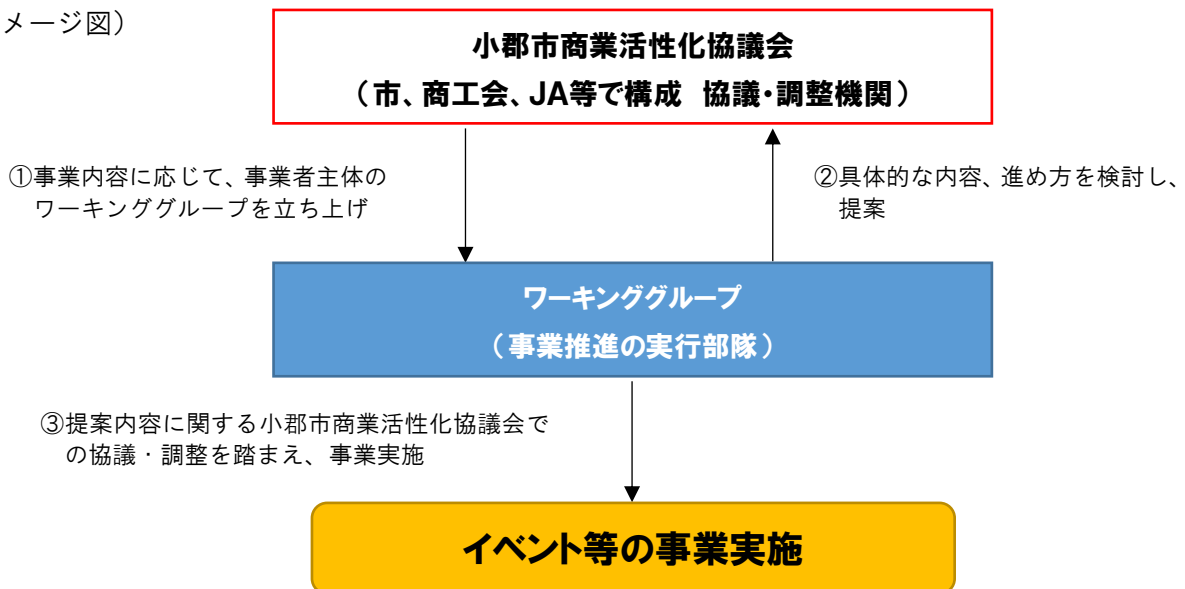 メージ図）
小郡市商業活性化協議会
（市、商工会、JA等で構成 協議・調整機関）
①事業内容に応じて、事業者主体の
ワーキンググループを立ち上げ
②具体的な内容、進め方を検討し、
提案
ワーキンググループ
（事業推進の実行部隊）
③提案内容に関する小郡市商業活性化協議会で
の協議・調整を踏まえ、事業実施
イベント等の事業実施